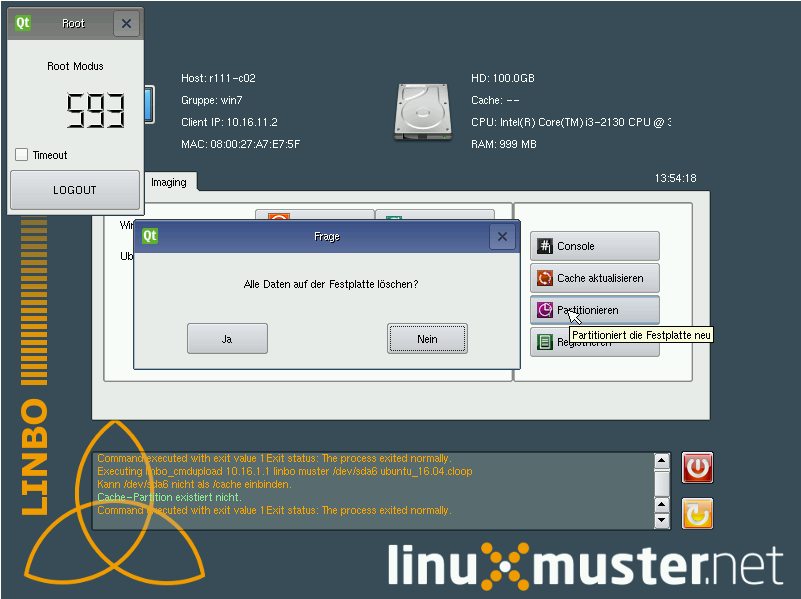 Root
Root Modus
593
Timeout
LOGOUT
Host: r111-c02
Gruppe: win7
Client IP: 10.16.11.2
MAC: 08:00:27:A7:E7:5F
HD: 100.0GB
Cache: --
CPU: Intel(R) Core(TM) i3-2130 CPU @ 3
RAM: 999 MB
13:54:18
Imaging
Frage
Alle Daten auf der Festplatte löschen?
Ja
Nein
Console
Cache aktualisieren
Partitionieren
Partitioniert die Festplatte neu
Registrieren
LINBO
Command executed with exit value 1 Exit status: The process exited normally.
Executing linbo_cmdupload 10.16.1.1 linbo muster /dev/sda6 ubuntu_16.04.cloop
Kann /dev/sda6 nicht als /cache einbinden.
Cache-Partition existiert nicht.
Command executed with exit value 1 Exit status: The process exited normally.
linuxmuster.net